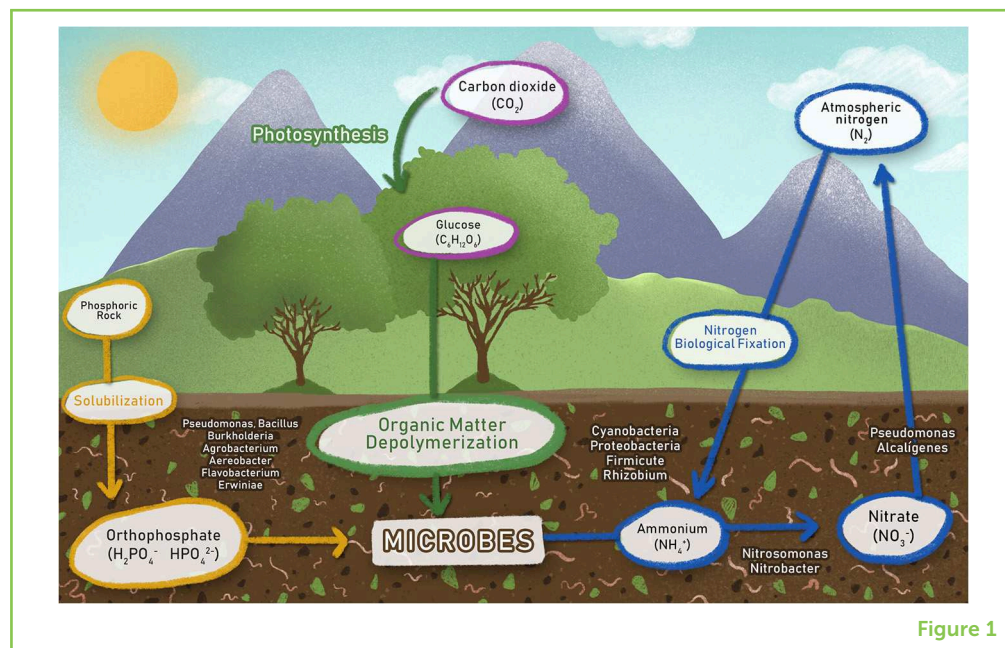 Carbon dioxide
(CO₂)
Atmospheric
nitrogen
(N₂)
Photosynthesis
Glucose
(C₆H₁₂O₆)
Phosphoric
Rock
Nitrogen
Biological Fixation
Solubilization
Pseudomonas, Bacillus
Burkholderia
Agrobacterium
Aereobacter
Flavobacterium
Erwiniae
Organic Matter
Depolymerization
Cyanobacteria
Proteobacteria
Firmicute
Rhizobium
Pseudomonas
Alcalígenes
Orthophosphate
(H₂PO₄⁻ HPO₄²⁻)
MICROBES
Ammonium
(NH₄⁺)
Nitrate
(NO₃⁻)
Nitrosomonas
Nitrobacter
Figure 1